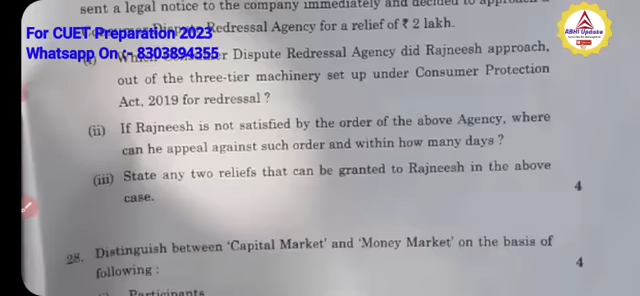 sent a legal notice to the company immediately and decided to approach a
Dispute Redressal Agency for a relief of ₹ 2 lakh.
For CUET Preparation 2023
Whatsapp On :- 8303894355
ABHI Update
(i) Which Consumer Dispute Redressal Agency did Rajneesh approach,
out of the three-tier machinery set up under Consumer Protection
Act, 2019 for redressal ?
(ii) If Rajneesh is not satisfied by the order of the above Agency, where
can he appeal against such order and within how many days ?
(iii) State any two reliefs that can be granted to Rajneesh in the above
case.
4
28. Distinguish between 'Capital Market' and 'Money Market' on the basis of
following :
4
(i) Participants